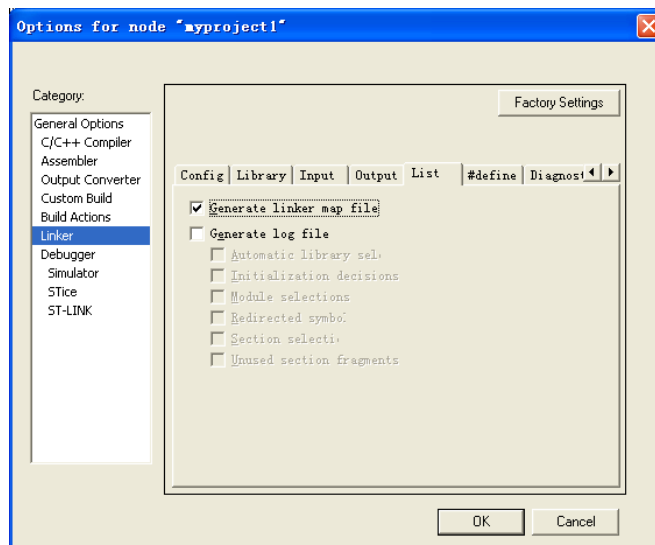 Options for node "myproject1"
Category:
General Options
C/C++ Compiler
Assembler
Output Converter
Custom Build
Build Actions
Linker
Debugger
Simulator
STice
ST-LINK
Factory Settings
Config Library Input Output List #define Diagnos
Generate linker map file
Generate log file
Automatic library sel
Initialization decisions
Module selections
Redirected symbo
Section selecti
Unused section fragments
OK Cancel